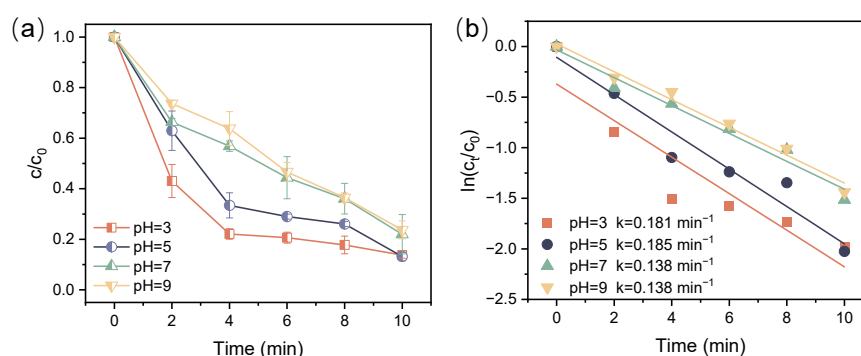 (a)
c/c₀
1.0
0.8
0.6
0.4
0.2
0.0
pH=3
pH=5
pH=7
pH=9
0 2 4 6 8 10
Time (min)
(b)
ln(cₜ/c₀)
0.0
−0.5
−1.0
−1.5
−2.0
−2.5
pH=3 k=0.181 min⁻¹
pH=5 k=0.185 min⁻¹
pH=7 k=0.138 min⁻¹
pH=9 k=0.138 min⁻¹
0 2 4 6 8 10
Time (min)